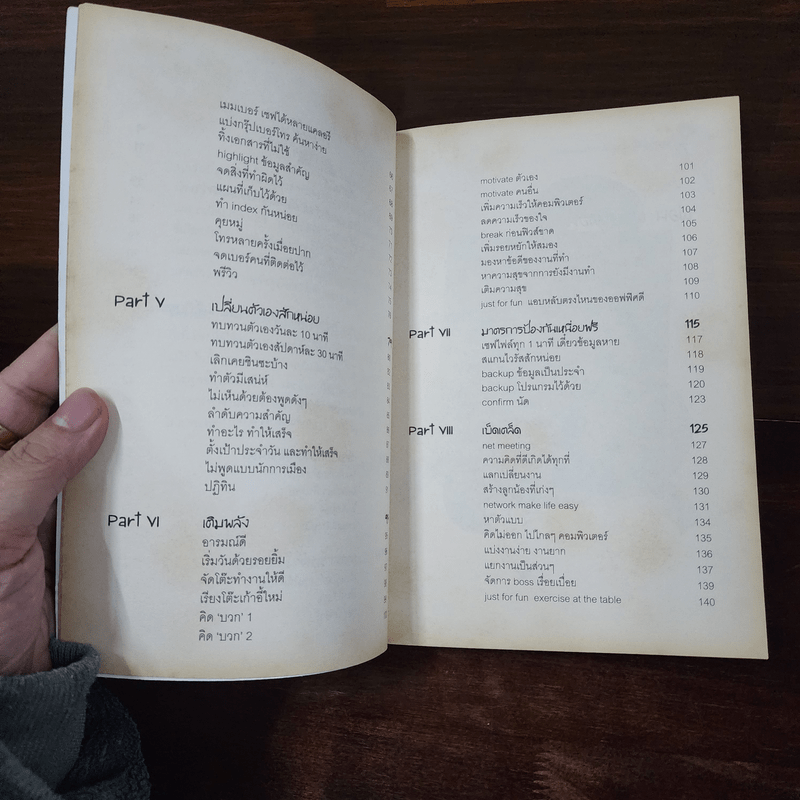 เมมเบอร์ เซฟได้หลายแคลอรี
แบ่งกรุ๊ปเบอร์โทร ค้นหาง่าย
ทิ้งเอกสารที่ไม่ใช้
highlight ข้อมูลสำคัญ
จดสิ่งที่ทำผิดไว้
แผนที่เก็บไว้ด้วย
ทำ index กันหน่อย
คุยหมู่
โทรหลายครั้งเมื่อยปาก
จดเบอร์คนที่ติดต่อไว้
พรีวิว
Part V เปลี่ยนตัวเองสักหน่อย
ทบทวนตัวเองวันละ 10 นาที
ทบทวนตัวเองสัปดาห์ละ 30 นาที
เลิกเคยชินซะบ้าง
ทำตัวมีเสน่ห์
ไม่เห็นด้วยต้องพูดดังๆ
ลำดับความสำคัญ
ทำอะไร ทำให้เสร็จ
ตั้งเป้าประจำวัน และทำให้เสร็จ
ไม่พูดแบบนักการเมือง
ปฏิทิน
Part VI เติมพลัง
อารมณ์ดี
เริ่มวันด้วยรอยยิ้ม
จัดโต๊ะทำงานให้ดี
เรียงโต๊ะเก้าอี้ใหม่
คิด 'บวก' 1
คิด 'บวก' 2
motivate ตัวเอง 101
motivate คนอื่น 102
เพิ่มความเร็วให้คอมพิวเตอร์ 103
ลดความเร็วของใจ 104
break ก่อนฟิวส์ขาด 105
เพิ่มรอยหยักให้สมอง 106
มองหาข้อดีของงานที่ทำ 107
หาความสุขจากการยังมีงานทำ 108
เติมความสุข 109
just for fun แอบหลับตรงไหนของออฟฟิศดี 110
Part VII มาตรการป้องกันเหนื่อยฟรี 115
เซฟไฟล์ทุก 1 นาที เดี๋ยวข้อมูลหาย 117
สแกนไวรัสสักหน่อย 118
backup ข้อมูลเป็นประจำ 119
backup โปรแกรมไว้ด้วย 120
confirm นัด 123
Part VIII เบ็ดเตล็ด 125
net meeting 127
ความคิดที่ดีเกิดได้ทุกที่ 128
แลกเปลี่ยนงาน 129
สร้างลูกน้องที่เก่งๆ 130
network make life easy 131
หาตัวแบบ 134
คิดไม่ออก ไปไกลๆ คอมพิวเตอร์ 135
แบ่งงานง่าย งานยาก 136
แยกงานเป็นส่วนๆ 137
จัดการ boss เรื่อยเปื่อย 139
just for fun exercise at the table 140